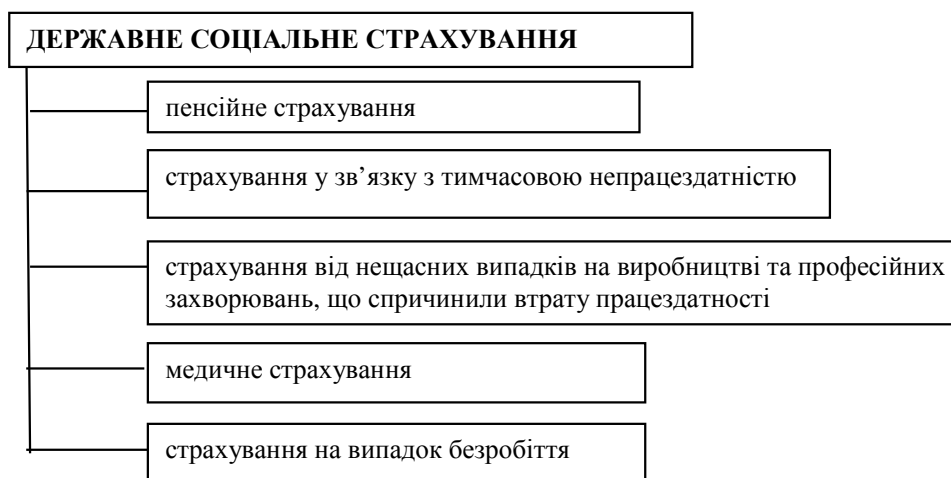 ДЕРЖАВНЕ СОЦІАЛЬНЕ СТРАХУВАННЯ
пенсійне страхування
страхування у зв’язку з тимчасовою непрацездатністю
страхування від нещасних випадків на виробництві та професійних
захворювань, що спричинили втрату працездатності
медичне страхування
страхування на випадок безробіття